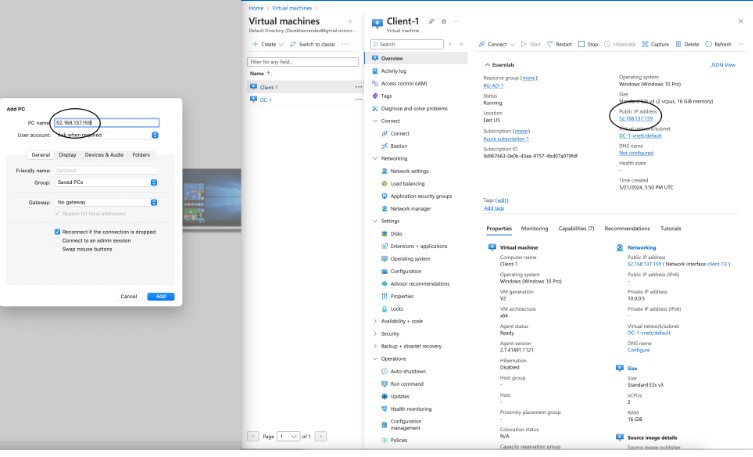 Add PC
PC name: 52.168.137.159
User account: Ask when required
General Display Devices & Audio Folders
Friendly name: Optional
Group: Saved PCs
Gateway: No gateway
Bypass for local addresses
Reconnect if the connection is dropped
Connect to an admin session
Swap mouse buttons
Cancel Add
Home > Virtual machines >
Virtual machines
Create Switch to classic ...
Filter for any field...
Name ↑↓
Client-1 ...
DC-1 ...
< Page 1 of 1 >
Client-1
Virtual machine
Search
Overview
Activity log
Access control (IAM)
Tags
Diagnose and solve problems
Connect
Connect
Bastion
Networking
Network settings
Load balancing
Application security groups
Network manager
Settings
Disks
Extensions + applications
Operating system
Configuration
Advisor recommendations
Properties
Locks
Availability + scale
Security
Backup + disaster recovery
Operations
Auto-shutdown
Run command
Updates
Health monitoring
Configuration
management
Policies
Connect Start Restart Stop Hibernate Capture Delete Refresh ...
Essentials JSON View
Resource group (move)
RG-AD-1
Status
Running
Location
East US
Subscription (move)
Azure subscription 1
Subscription ID
Operating system
Windows (Windows 10 Pro)
Size
Standard E2s v3 (2 vcpus, 16 GiB memory)
Public IP address
52.168.137.159
Virtual network/subnet
DC-1-vnet/default
DNS name
Not configured
Health state
-
Time created
5/21/2024, 5:50 PM UTC
Tags (edit)
Add tags
Properties Monitoring Capabilities (7) Recommendations Tutorials
Virtual machine
Computer name
Client-1
Operating system
Windows (Windows 10 Pro)
VM generation
V2
VM architecture
x64
Agent status
Ready
Agent version
2.7.41491.1121
Hibernation
Disabled
Host group
-
Host
-
Proximity placement group
-
Colocation status
N/A
Capacity reservation group
Networking
Public IP address
52.168.137.159 ( Network interface client-13 )
Public IP address (IPv6)
-
Private IP address
10.0.0.5
Private IP address (IPv6)
-
Virtual network/subnet
DC-1-vnet/default
DNS name
Configure
Size
Size
Standard E2s v3
vCPUs
2
RAM
16 GiB
Source image details
Source image publisher